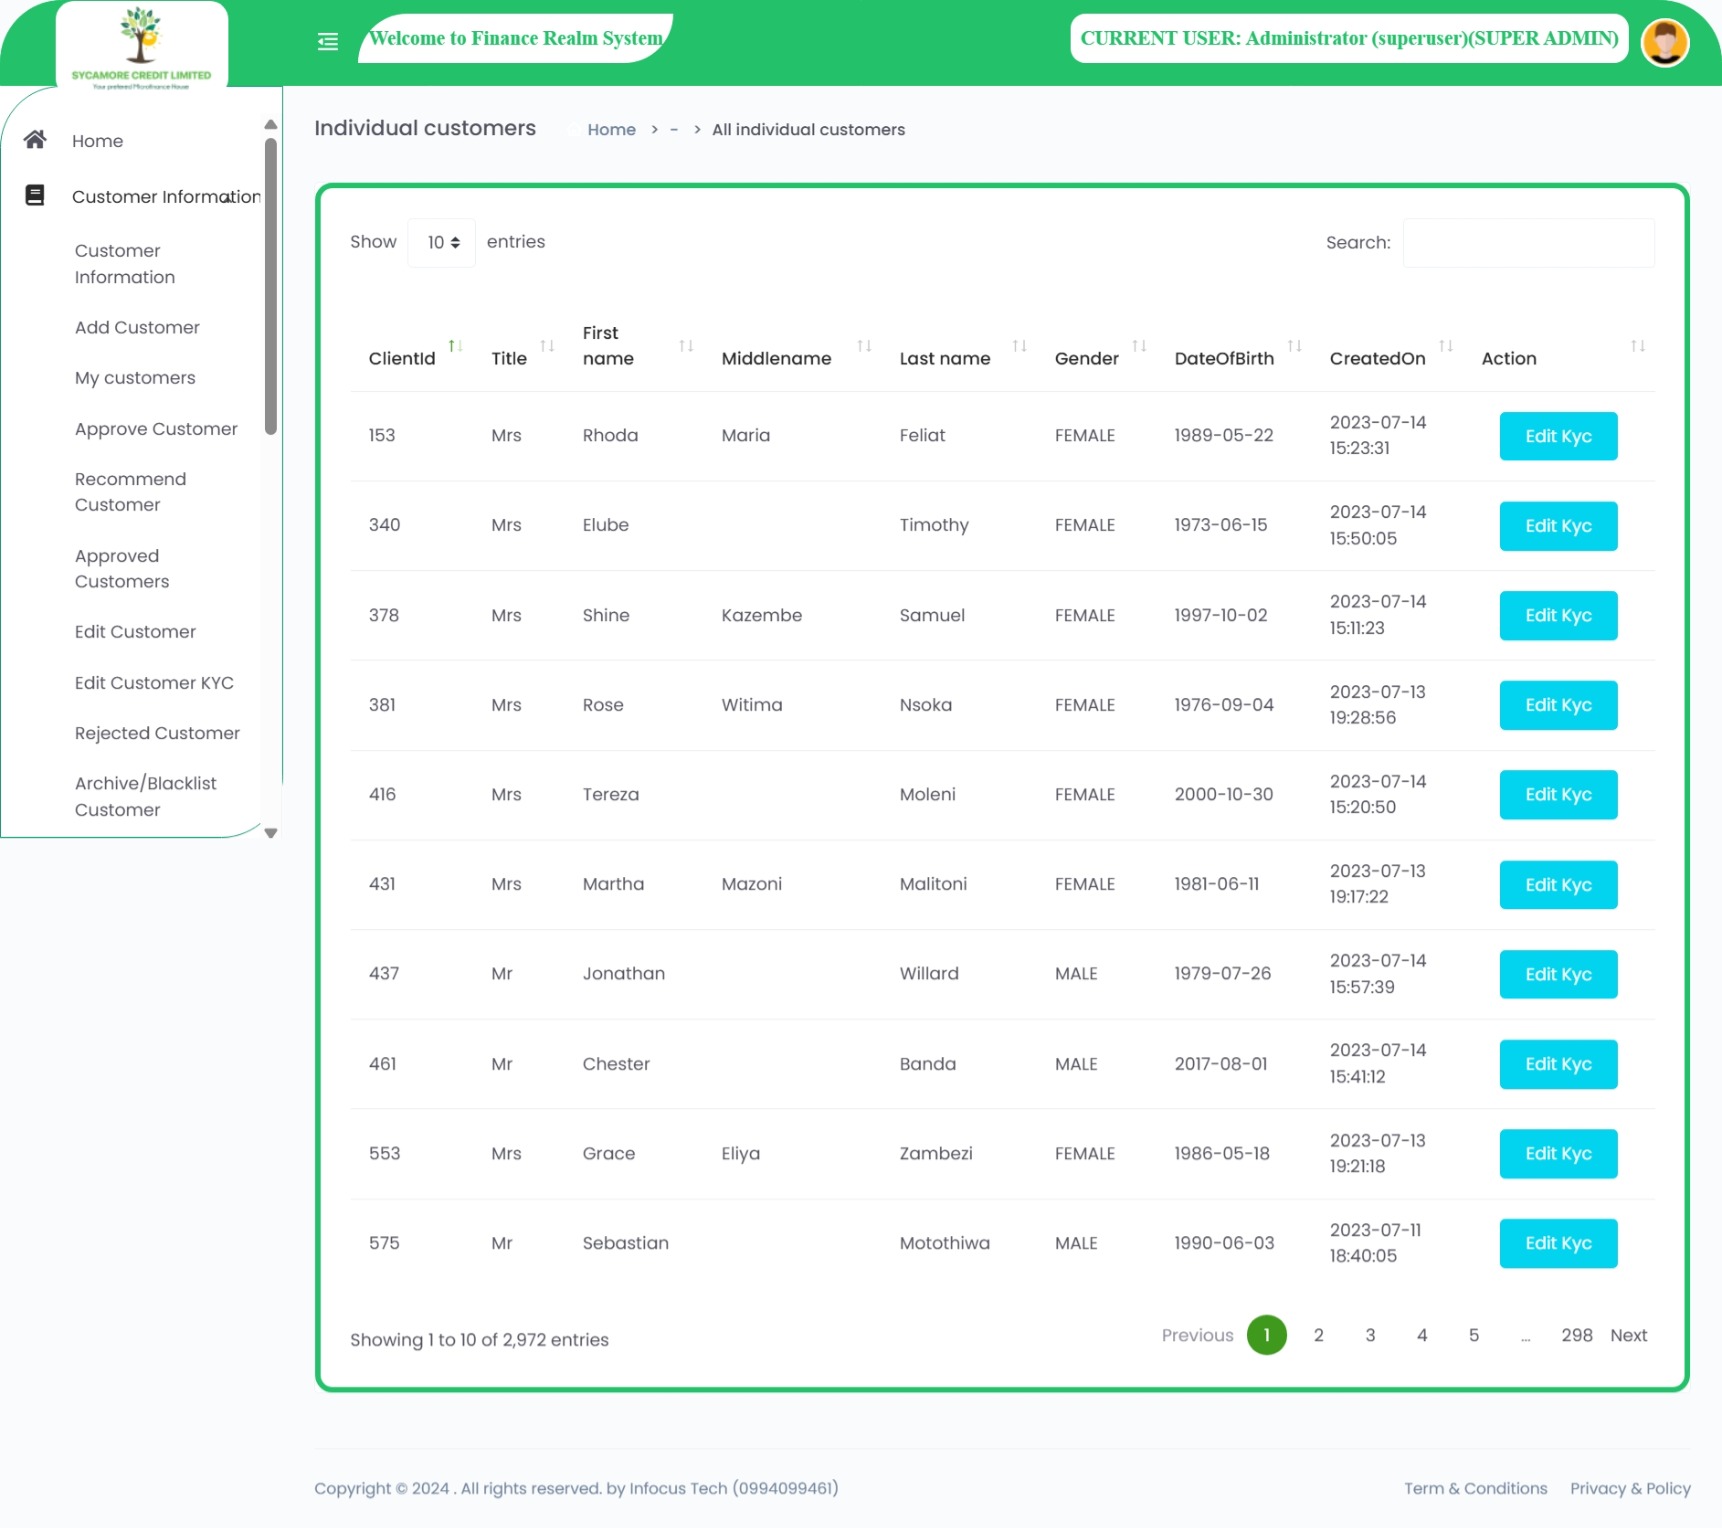 SYCAMORE CREDIT LIMITED
Your prefered Microfinance House
Welcome to Finance Realm System
CURRENT USER: Administrator (superuser)(SUPER ADMIN)
Home
Customer Information
Customer
Information
Add Customer
My customers
Approve Customer
Recommend
Customer
Approved
Customers
Edit Customer
Edit Customer KYC
Rejected Customer
Archive/Blacklist
Customer
Individual customers
Home > - > All individual customers
Show 10 entries
Search:
ClientId Title First name Middlename Last name Gender DateOfBirth CreatedOn Action
153 Mrs Rhoda Maria Feliat FEMALE 1989-05-22 2023-07-14 15:23:31 Edit Kyc
340 Mrs Elube Timothy FEMALE 1973-06-15 2023-07-14 15:50:05 Edit Kyc
378 Mrs Shine Kazembe Samuel FEMALE 1997-10-02 2023-07-14 15:11:23 Edit Kyc
381 Mrs Rose Witima Nsoka FEMALE 1976-09-04 2023-07-13 19:28:56 Edit Kyc
416 Mrs Tereza Moleni FEMALE 2000-10-30 2023-07-14 15:20:50 Edit Kyc
431 Mrs Martha Mazoni Malitoni FEMALE 1981-06-11 2023-07-13 19:17:22 Edit Kyc
437 Mr Jonathan Willard MALE 1979-07-26 2023-07-14 15:57:39 Edit Kyc
461 Mr Chester Banda MALE 2017-08-01 2023-07-14 15:41:12 Edit Kyc
553 Mrs Grace Eliya Zambezi FEMALE 1986-05-18 2023-07-13 19:21:18 Edit Kyc
575 Mr Sebastian Motothiwa MALE 1990-06-03 2023-07-11 18:40:05 Edit Kyc
Showing 1 to 10 of 2,972 entries
Previous 1 2 3 4 5 ... 298 Next
Copyright © 2024 . All rights reserved. by Infocus Tech (0994099461)
Term & Conditions Privacy & Policy